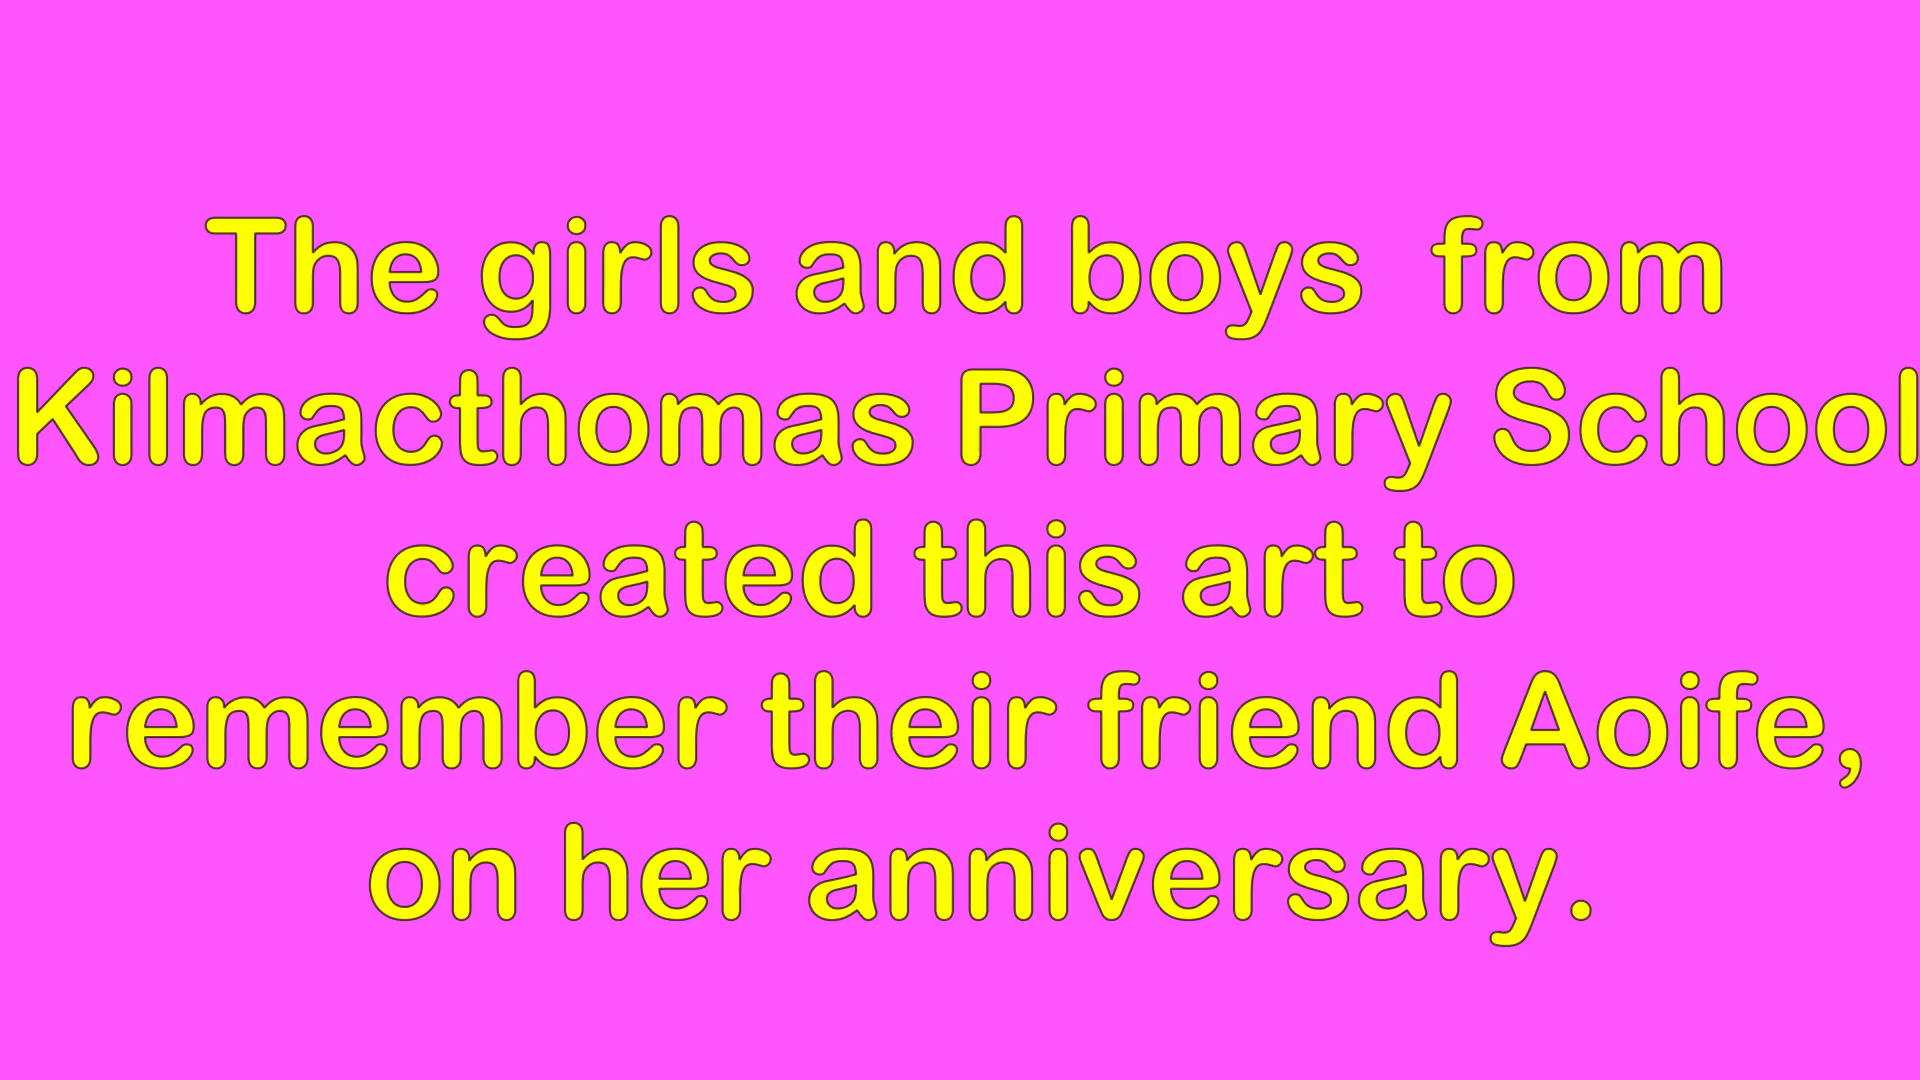 The girls and boys  from
Kilmacthomas Primary School
created this art to
remember their friend Aoife,
on her anniversary.